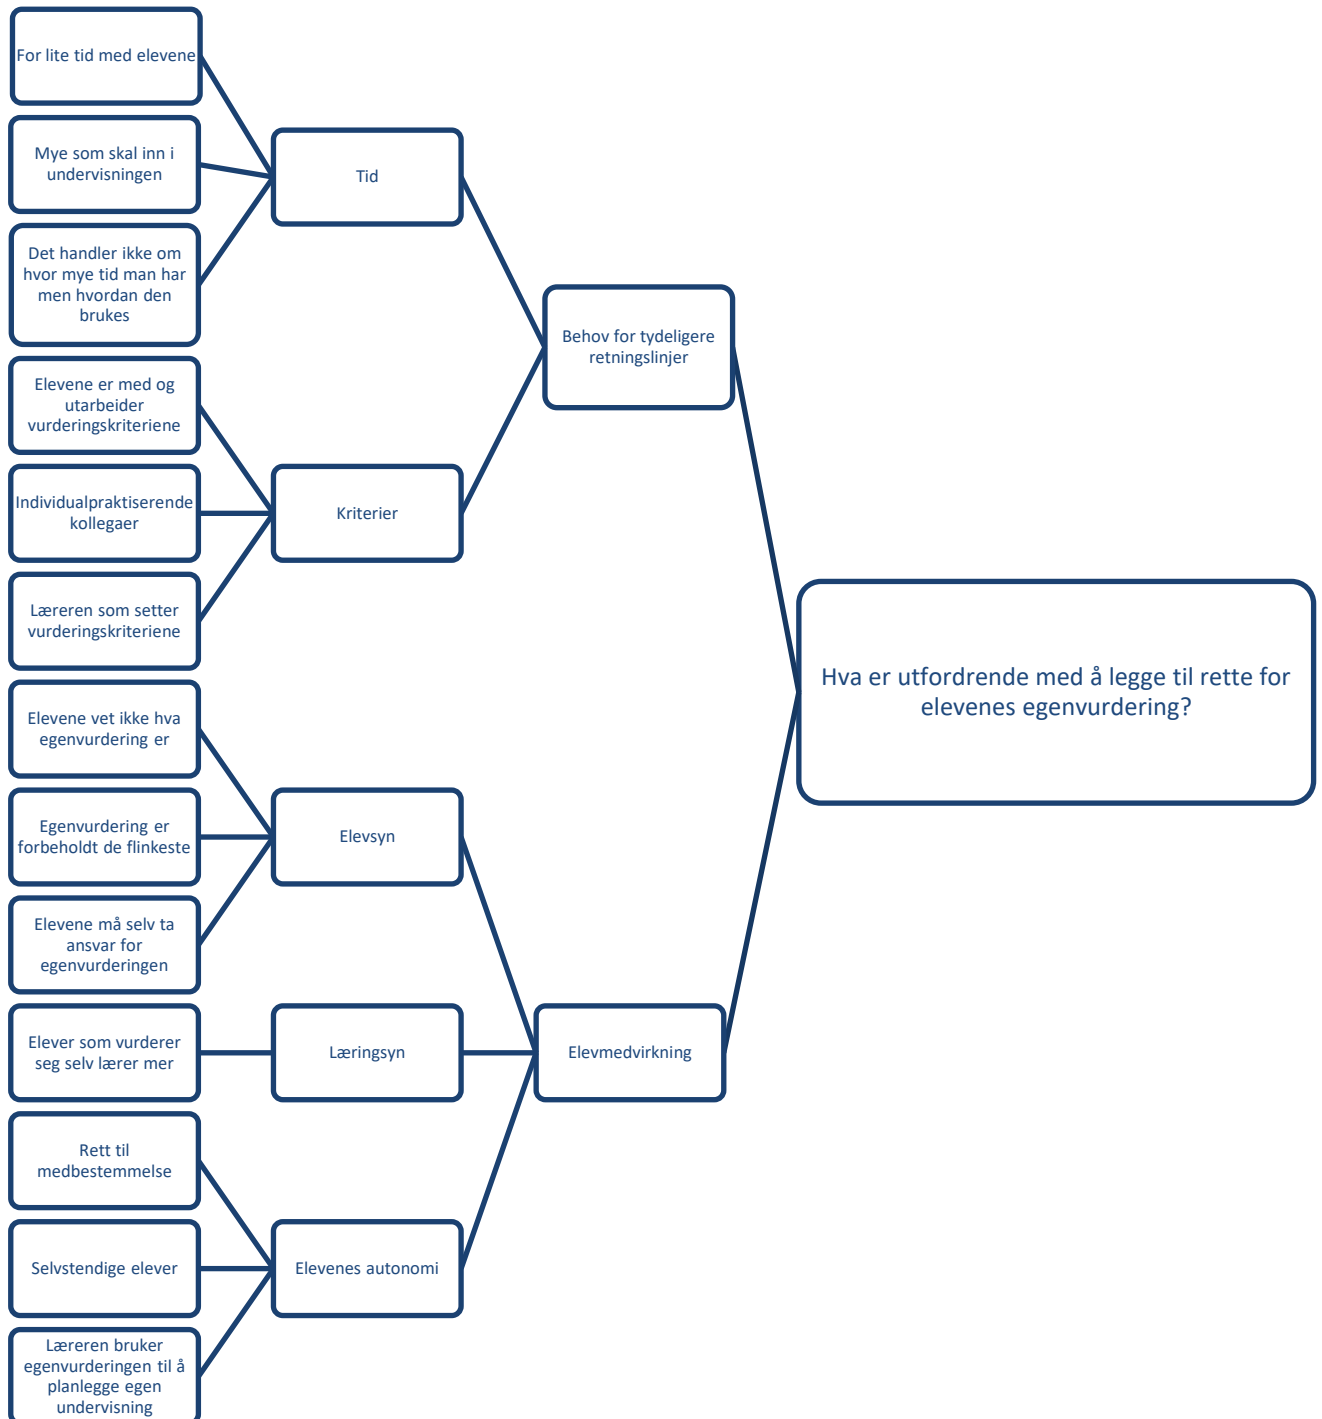 For lite tid med elevene
Mye som skal inn i
undervisningen
Det handler ikke om
hvor mye tid man har
men hvordan den
brukes
Tid
Elevene er med og
utarbeider
vurderingskriteriene
Individualpraktiserende
kollegaer
Læreren som setter
vurderingskriteriene
Kriterier
Behov for tydeligere
retningslinjer
Elevene vet ikke hva
egenvurdering er
Egenvurdering er
forbeholdt de flinkeste
Elevene må selv ta
ansvar for
egenvurderingen
Elevsyn
Elever som vurderer
seg selv lærer mer
Læringsyn
Rett til
medbestemmelse
Selvstendige elever
Læreren bruker
egenvurderingen til å
planlegge egen
undervisning
Elevenes autonomi
Elevmedvirkning
Hva er utfordrende med å legge til rette for
elevenes egenvurdering?